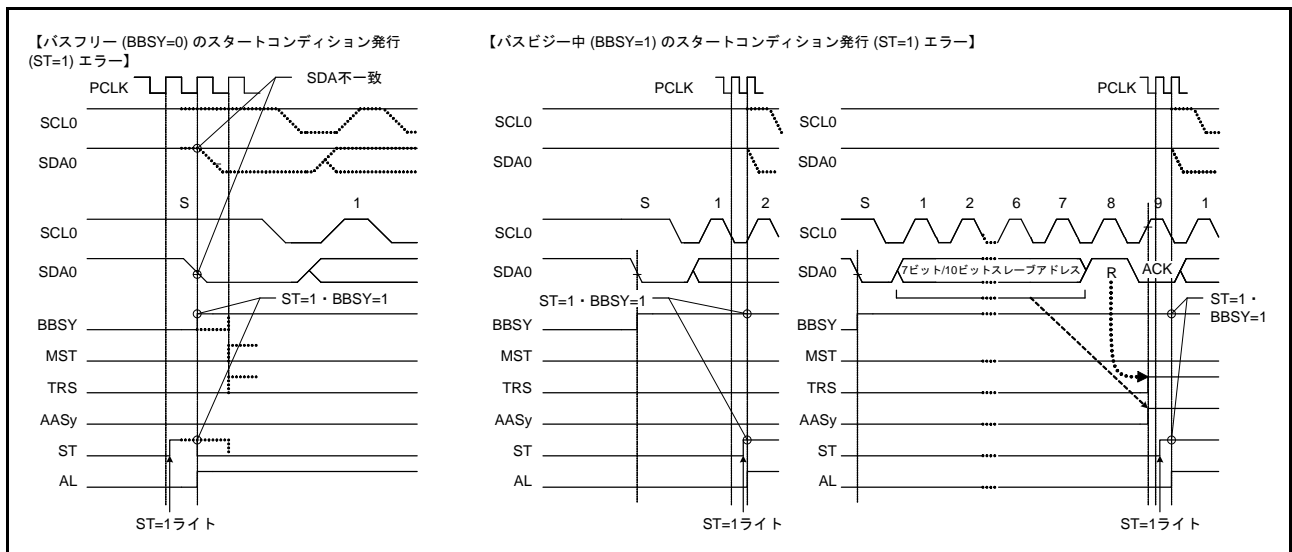 【バスフリー (BBSY=0) のスタートコンディション発行
(ST=1) エラー】
PCLK
SDA不一致
SCL0
SDA0
S 1
SCL0
SDA0
ST=1・BBSY=1
BBSY
MST
TRS
AASy
ST
AL
ST=1ライト
【バスビジー中 (BBSY=1) のスタートコンディション発行 (ST=1) エラー】
PCLK
SCL0
SDA0
S 1 2
SCL0
SDA0
ST=1・BBSY=1
BBSY
MST
TRS
AASy
ST
AL
ST=1ライト
PCLK
SCL0
SDA0
S 1 2 6 7 8 9 1
SCL0
SDA0
7ビット/10ビットスレーブアドレス
R
ACK
ST=1・
BBSY=1
BBSY
MST
TRS
AASy
ST
AL
ST=1ライト